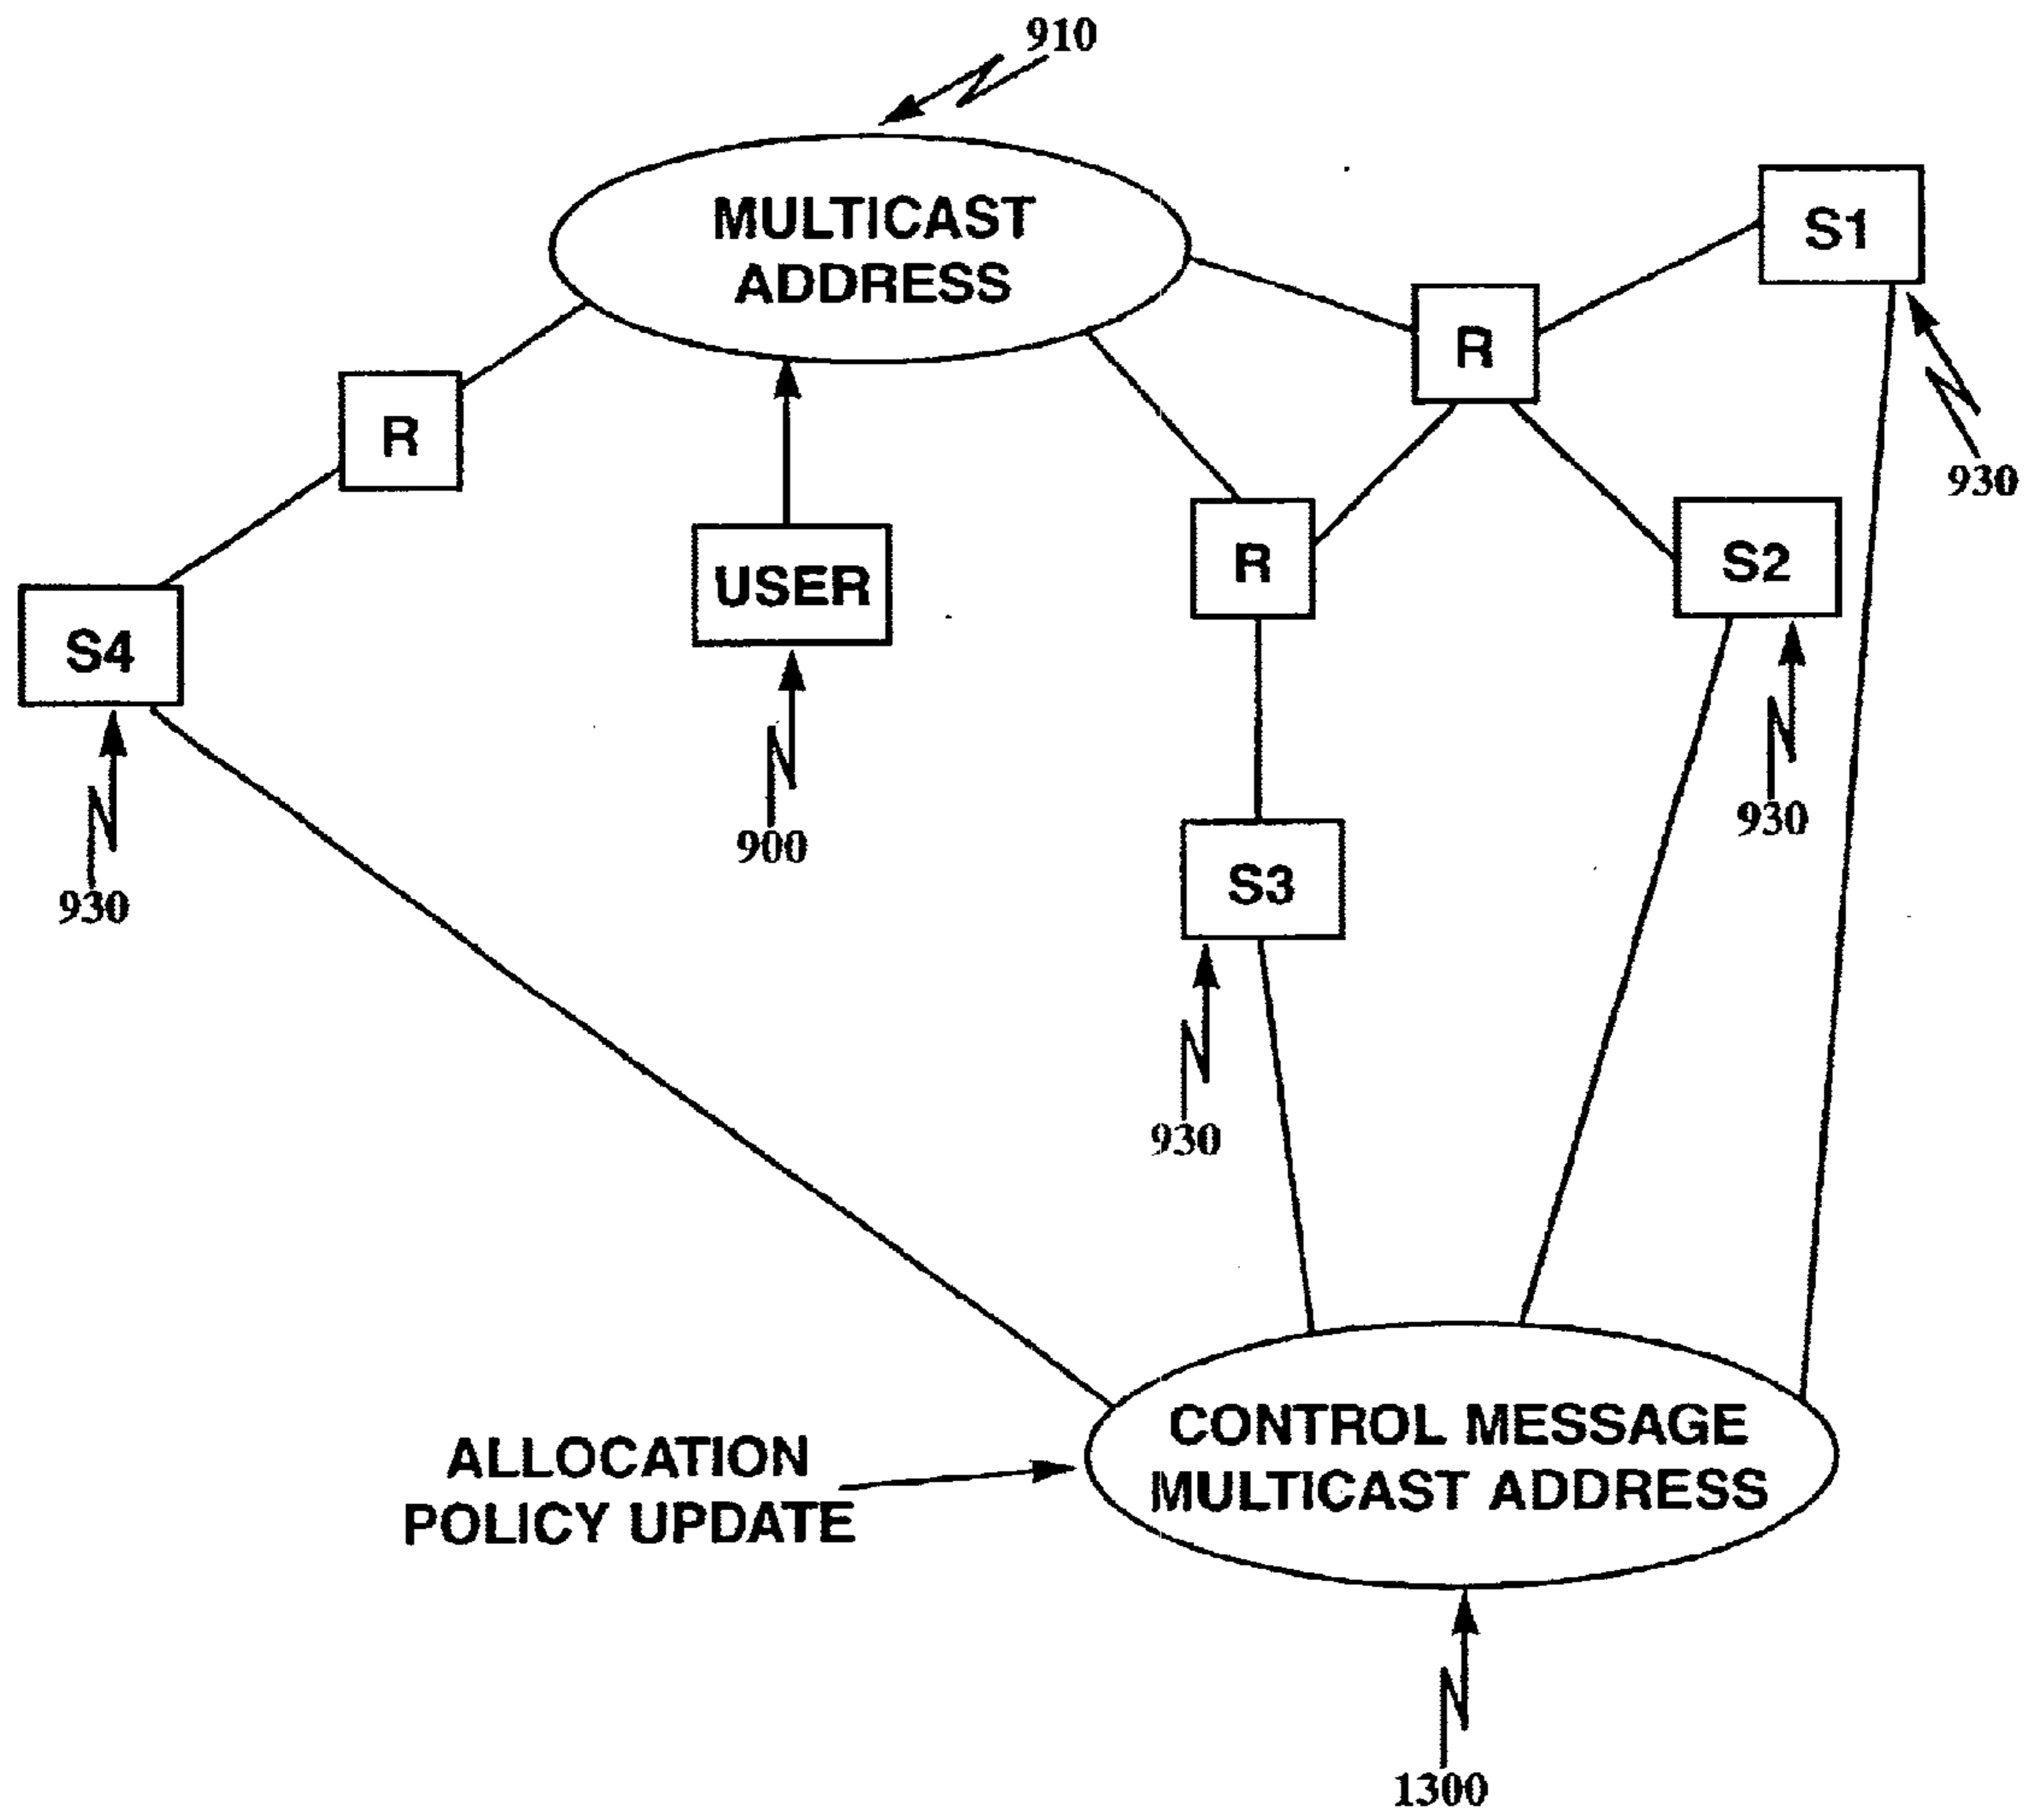 910
MULTICAST
ADDRESS
S1
R
R
930
R
S2
USER
S4
930
900
S3
930
930
CONTROL MESSAGE
MULTICAST ADDRESS
ALLOCATION
POLICY UPDATE
1300